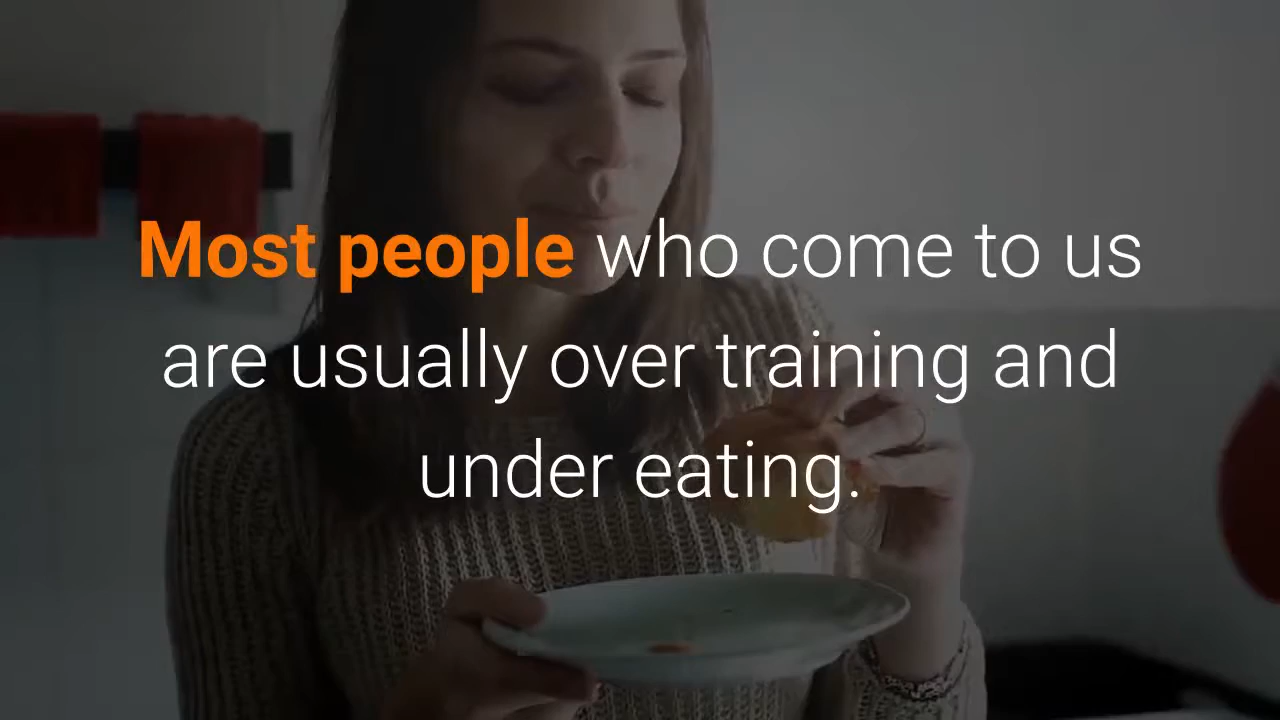 Most people who come to us
are usually over training and
under eating.